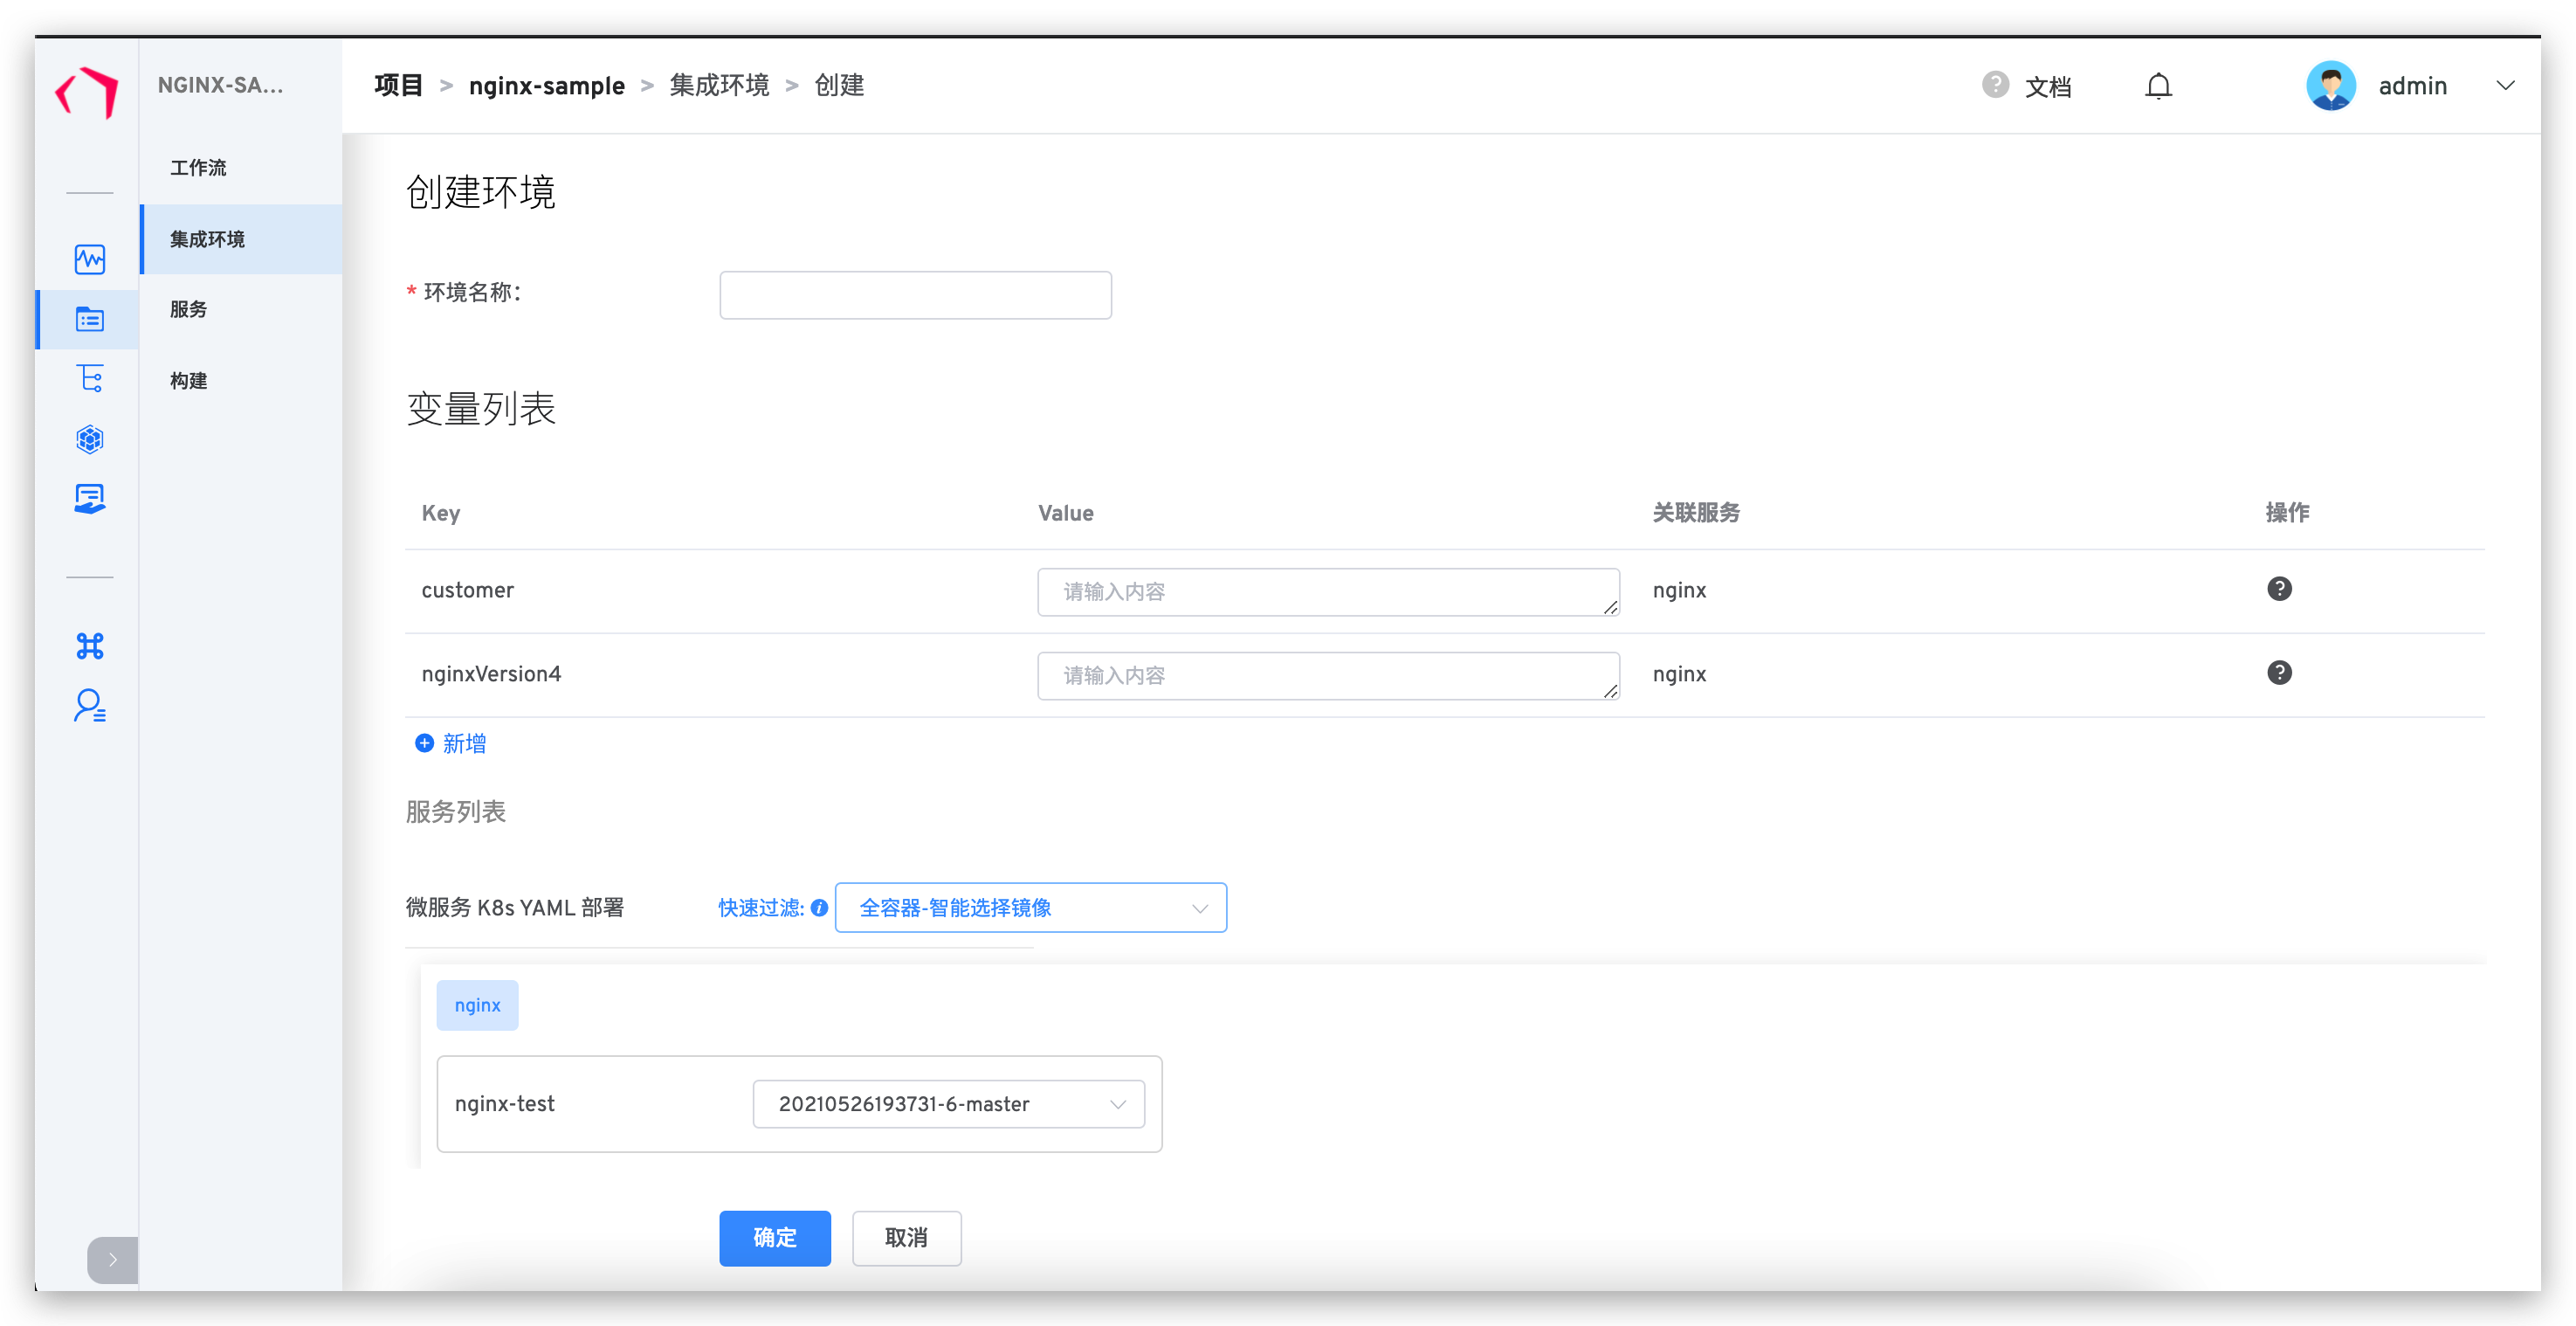 NGINX-SA...
项目 > nginx-sample > 集成环境 > 创建
? 文档
admin
工作流
集成环境
服务
构建
创建环境
* 环境名称:
变量列表
Key Value 关联服务 操作
customer 请输入内容 nginx ?
nginxVersion4 请输入内容 nginx ?
新增
服务列表
微服务 K8s YAML 部署 快速过滤: 全容器-智能选择镜像
nginx
nginx-test 20210526193731-6-master
确定 取消